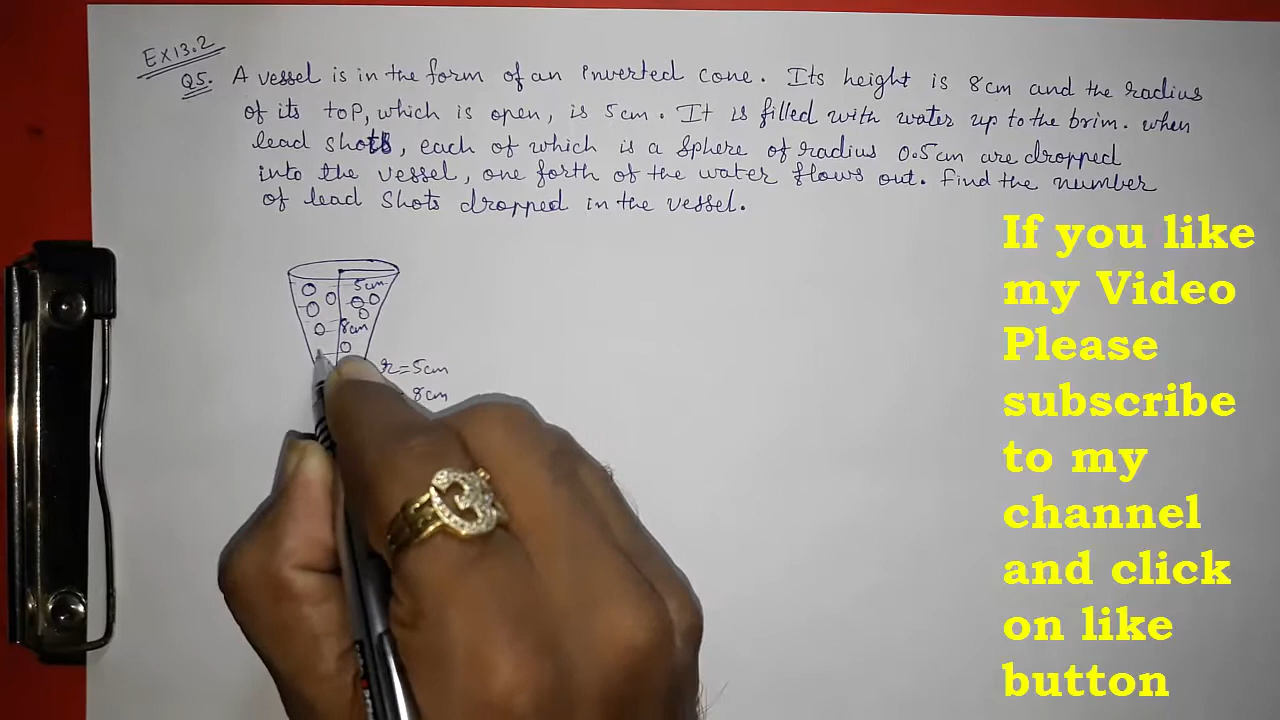 Ex13.2
Q5. A vessel is in the form of an inverted cone. Its height is 8cm and the radius
of its top, which is open, is 5cm. It is filled with water up to the brim. when
lead shots, each of which is a sphere of radius 0.5cm are dropped
into the vessel, one forth of the water flows out. find the number
of lead shots dropped in the vessel.
5cm
8cm
r=5cm
8cm
If you like
my Video
Please
subscribe
to my
channel
and click
on like
button